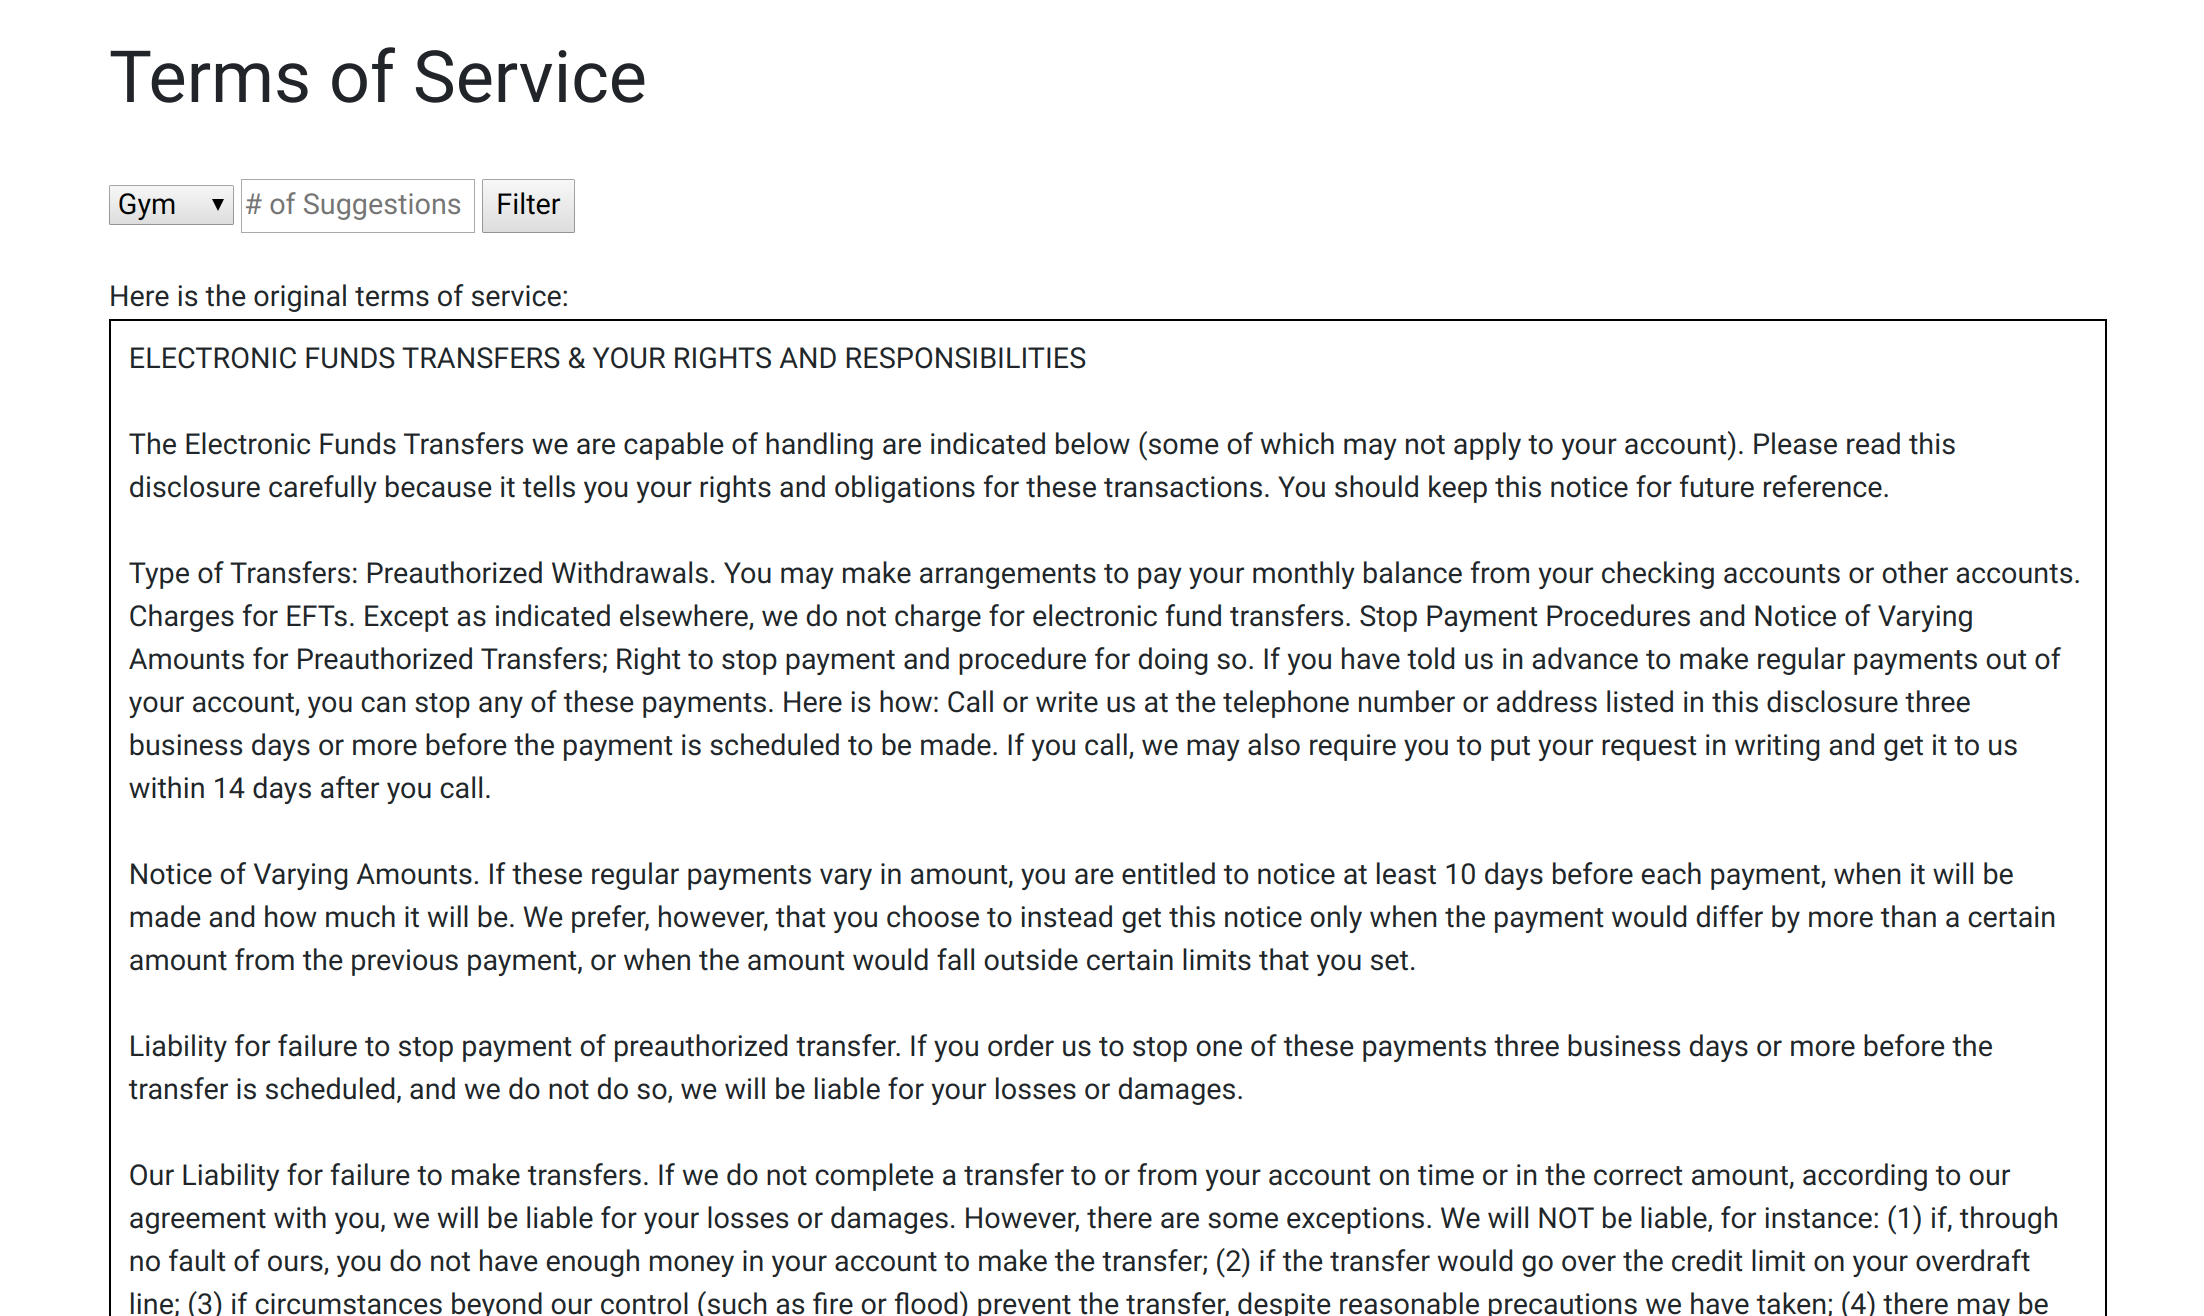 Terms of Service
Gym ▼ # of Suggestions Filter
Here is the original terms of service:
ELECTRONIC FUNDS TRANSFERS & YOUR RIGHTS AND RESPONSIBILITIES
The Electronic Funds Transfers we are capable of handling are indicated below (some of which may not apply to your account). Please read this
disclosure carefully because it tells you your rights and obligations for these transactions. You should keep this notice for future reference.
Type of Transfers: Preauthorized Withdrawals. You may make arrangements to pay your monthly balance from your checking accounts or other accounts.
Charges for EFTs. Except as indicated elsewhere, we do not charge for electronic fund transfers. Stop Payment Procedures and Notice of Varying
Amounts for Preauthorized Transfers; Right to stop payment and procedure for doing so. If you have told us in advance to make regular payments out of
your account, you can stop any of these payments. Here is how: Call or write us at the telephone number or address listed in this disclosure three
business days or more before the payment is scheduled to be made. If you call, we may also require you to put your request in writing and get it to us
within 14 days after you call.
Notice of Varying Amounts. If these regular payments vary in amount, you are entitled to notice at least 10 days before each payment, when it will be
made and how much it will be. We prefer, however, that you choose to instead get this notice only when the payment would differ by more than a certain
amount from the previous payment, or when the amount would fall outside certain limits that you set.
Liability for failure to stop payment of preauthorized transfer. If you order us to stop one of these payments three business days or more before the
transfer is scheduled, and we do not do so, we will be liable for your losses or damages.
Our Liability for failure to make transfers. If we do not complete a transfer to or from your account on time or in the correct amount, according to our
agreement with you, we will be liable for your losses or damages. However, there are some exceptions. We will NOT be liable, for instance: (1) if, through
no fault of ours, you do not have enough money in your account to make the transfer; (2) if the transfer would go over the credit limit on your overdraft
line; (3) if circumstances beyond our control (such as fire or flood) prevent the transfer, despite reasonable precautions we have taken; (4) there may be